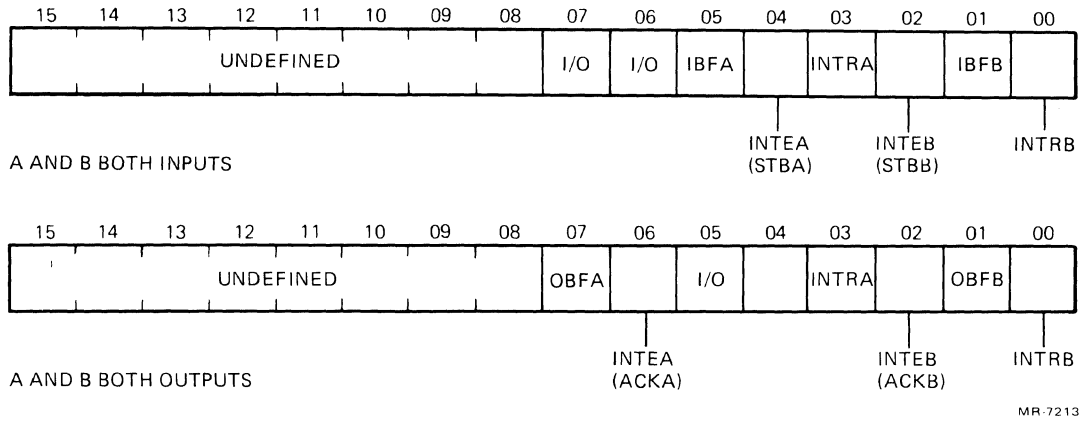 15 14 13 12 11 10 09 08 07 06 05 04 03 02 01 00
UNDEFINED I/O I/O IBFA INTRA IBFB
INTEA INTEB INTRB
(STBA) (STBB)
A AND B BOTH INPUTS
15 14 13 12 11 10 09 08 07 06 05 04 03 02 01 00
UNDEFINED OBFA I/O INTRA OBFB
INTEA INTEB INTRB
(ACKA) (ACKB)
A AND B BOTH OUTPUTS
MR-7213